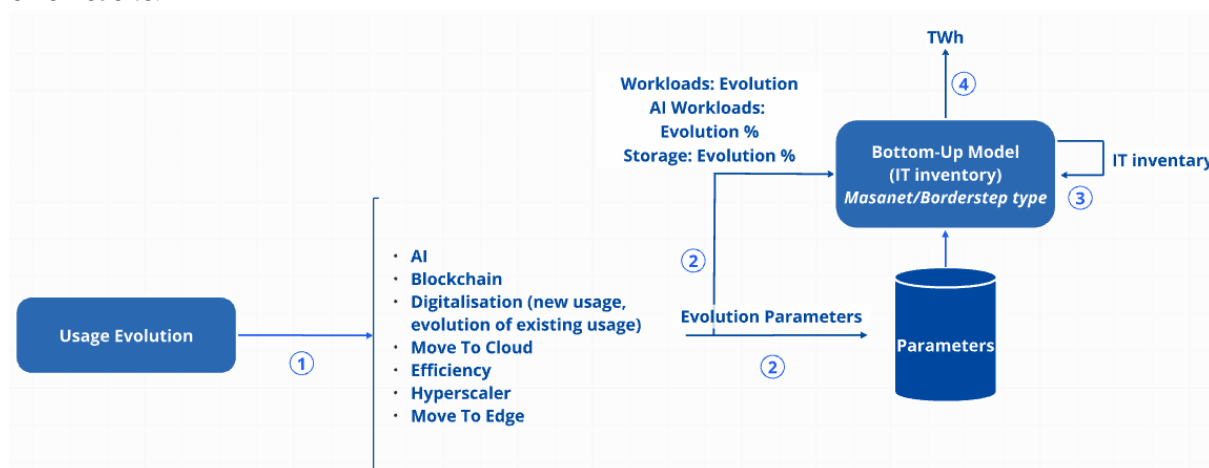 Usage Evolution
①
· AI
· Blockchain
· Digitalisation (new usage,
evolution of existing usage)
· Move To Cloud
· Efficiency
· Hyperscaler
· Move To Edge
②
Evolution Parameters
②
Workloads: Evolution
AI Workloads:
Evolution %
Storage: Evolution %
TWh
④
Bottom-Up Model
(IT inventory)
Masanet/Borderstep type
IT inventary
③
Parameters